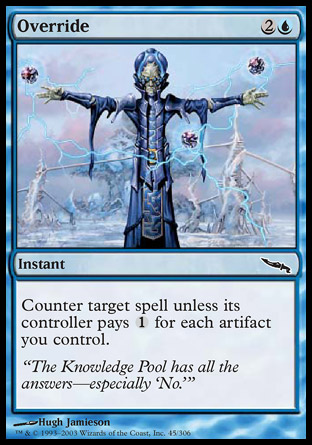 Override 2
Instant
Counter target spell unless its
controller pays 1 for each artifact
you control.
“The Knowledge Pool has all the
answers—especially ‘No.’”
Hugh Jamieson
™ & © 1993–2003 Wizards of the Coast, Inc. 45/306